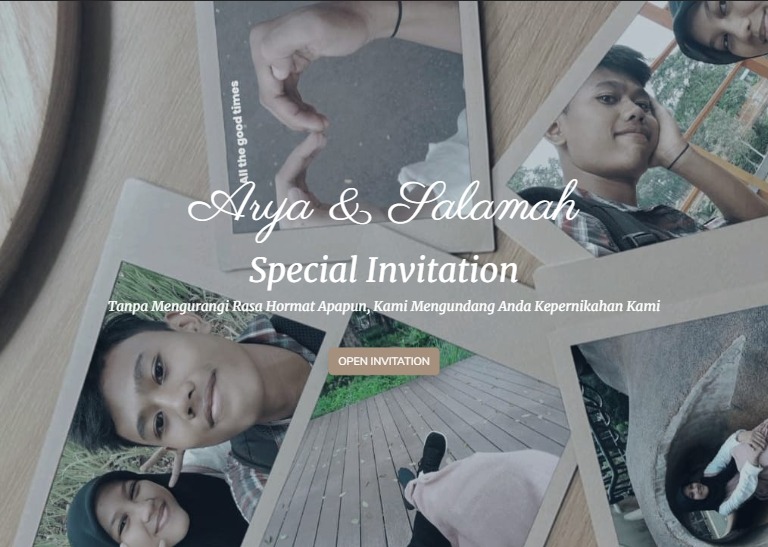 All the good times
Arya & Salamah
Special Invitation
Tanpa Mengurangi Rasa Hormat Apapun, Kami Mengundang Anda Kepernikahan Kami
OPEN INVITATION